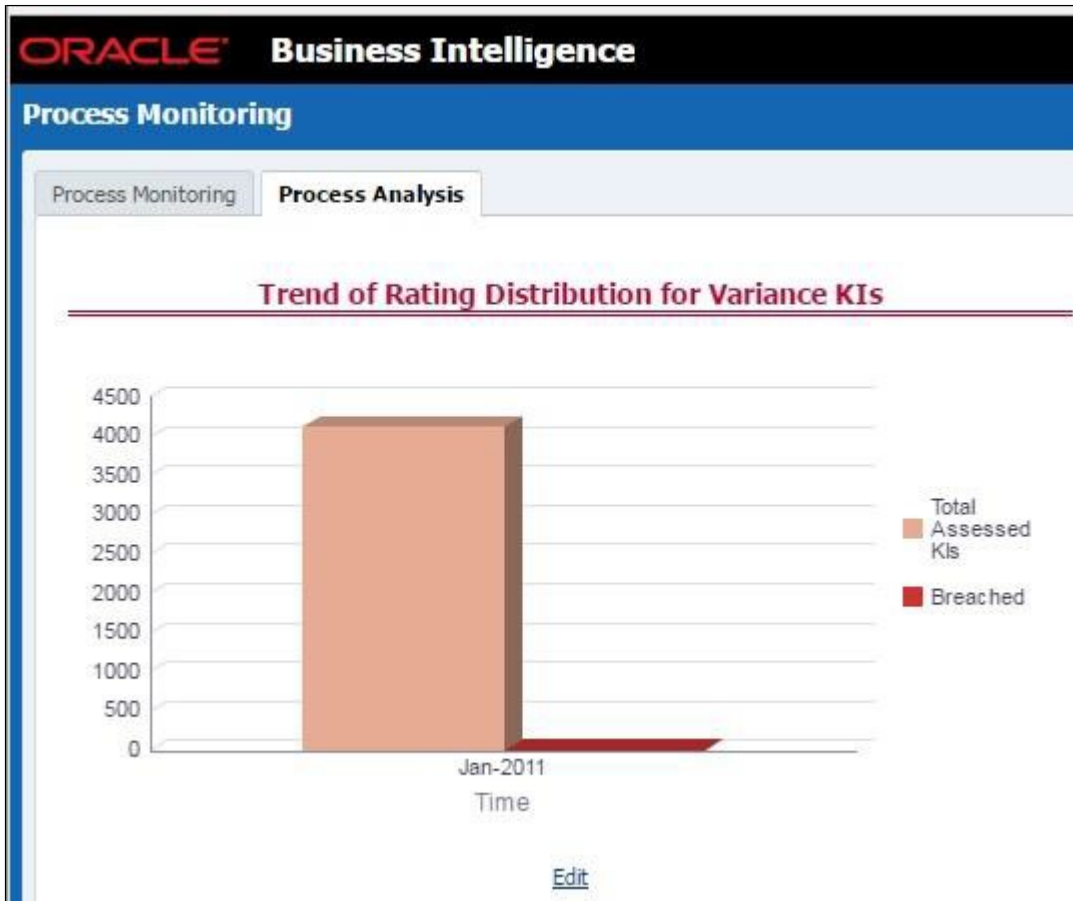 ORACLE Business Intelligence
Process Monitoring
Process Monitoring
Process Analysis
Trend of Rating Distribution for Variance KIs
4500
4000
3500
3000
2500
2000
1500
1000
500
0
Jan-2011
Time
Total
Assessed
KIs
Breached
Edit